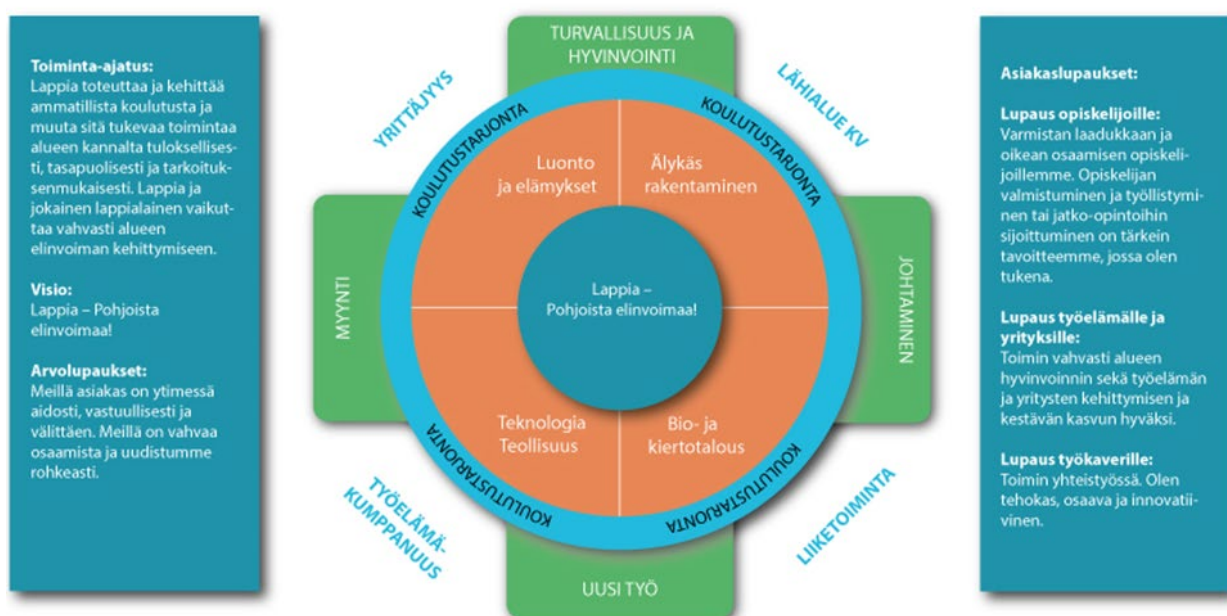 Toiminta-ajatus:
Lappia toteuttaa ja kehittää
ammatillista koulutusta ja
muuta sitä tukevaa toimintaa
alueen kannalta tuloksellises-
ti, tasapuolisesti ja tarkoituk-
senmukaisesti. Lappia ja
jokainen lappialainen vaikut-
taa vahvasti alueen
elinvoiman kehittymiseen.
Visio:
Lappia – Pohjoista
elinvoimaa!
Arvolupaukset:
Meillä asiakas on ytimessä
aidosti, vastuullisesti ja
välittäen. Meillä on vahvaa
osaamista ja uudistumme
rohkeasti.
TURVALLISUUS JA
HYVINVOINTI
YRITTÄJYYS
LÄHIALUE KV
KOULUTUSTARJONTA
KOULUTUSTARJONTA
Luonto
ja elämykset
Älykäs
rakentaminen
MYYNTI
Lappia –
Pohjoista elinvoimaa!
JOHTAMINEN
Teknologia
Teollisuus
Bio- ja
kiertotalous
KOULUTUSTARJONTA
KOULUTUSTARJONTA
TYÖELÄMÄ-
KUMPPANUUS
LIIKETOIMINTA
UUSI TYÖ
Asiakaslupaukset:
Lupaus opiskelijoille:
Varmistan laadukkaan ja
oikean osaamisen opiskeli-
joillemme. Opiskelijan
valmistuminen ja työllistymi-
nen tai jatko-opintoihin
sijoittuminen on tärkein
tavoitteemme, jossa olen
tukena.
Lupaus työelämälle ja
yrityksille:
Toimin vahvasti alueen
hyvinvoinnin sekä työelämän
ja yritysten kehittymisen ja
kestävän kasvun hyväksi.
Lupaus työkaverille:
Toimin yhteistyössä. Olen
tehokas, osaava ja innovatii-
vinen.